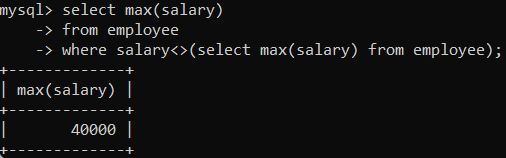 mysql> select max(salary)
    -> from employee
    -> where salary<>(select max(salary) from employee);
+-------------+
| max(salary) |
+-------------+
|       40000 |
+-------------+